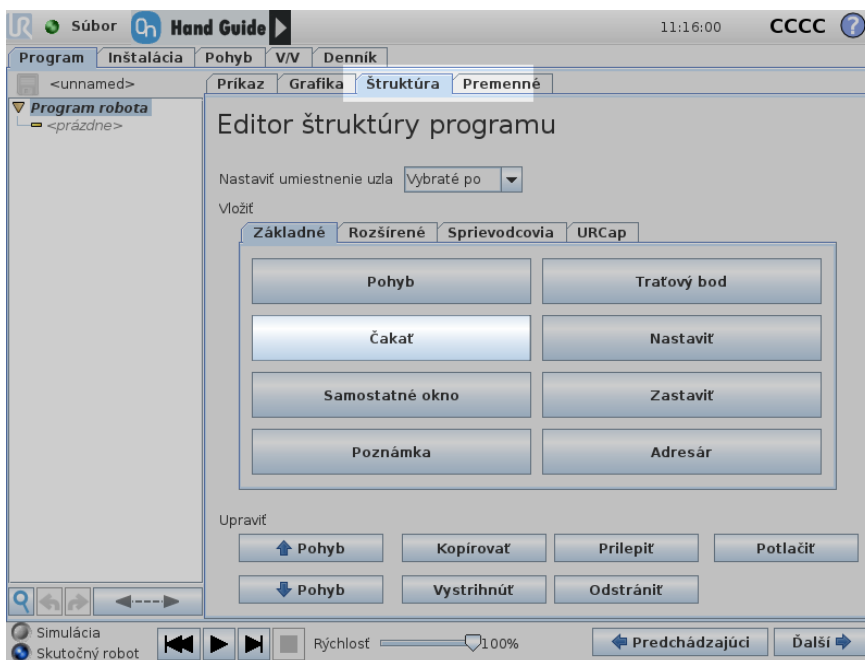 UR Súbor On Hand Guide 11:16:00 CCCC ?
Program Inštalácia Pohyb V/V Denník
<unnamed> Príkaz Grafika Štruktúra Premenné
Program robota
<prázdne>
Editor štruktúry programu
Nastaviť umiestnenie uzla Vybraté po
Vložiť
Základné Rozšírené Sprievodcovia URCap
Pohyb Traťový bod
Čakať Nastaviť
Samostatné okno Zastaviť
Poznámka Adresár
Upraviť
Pohyb Kopírovať Prilepiť Potlačiť
Pohyb Vystrihnúť Odstrániť
Simulácia
Skutočný robot
Rýchlosť 100% Predchádzajúci Ďalší